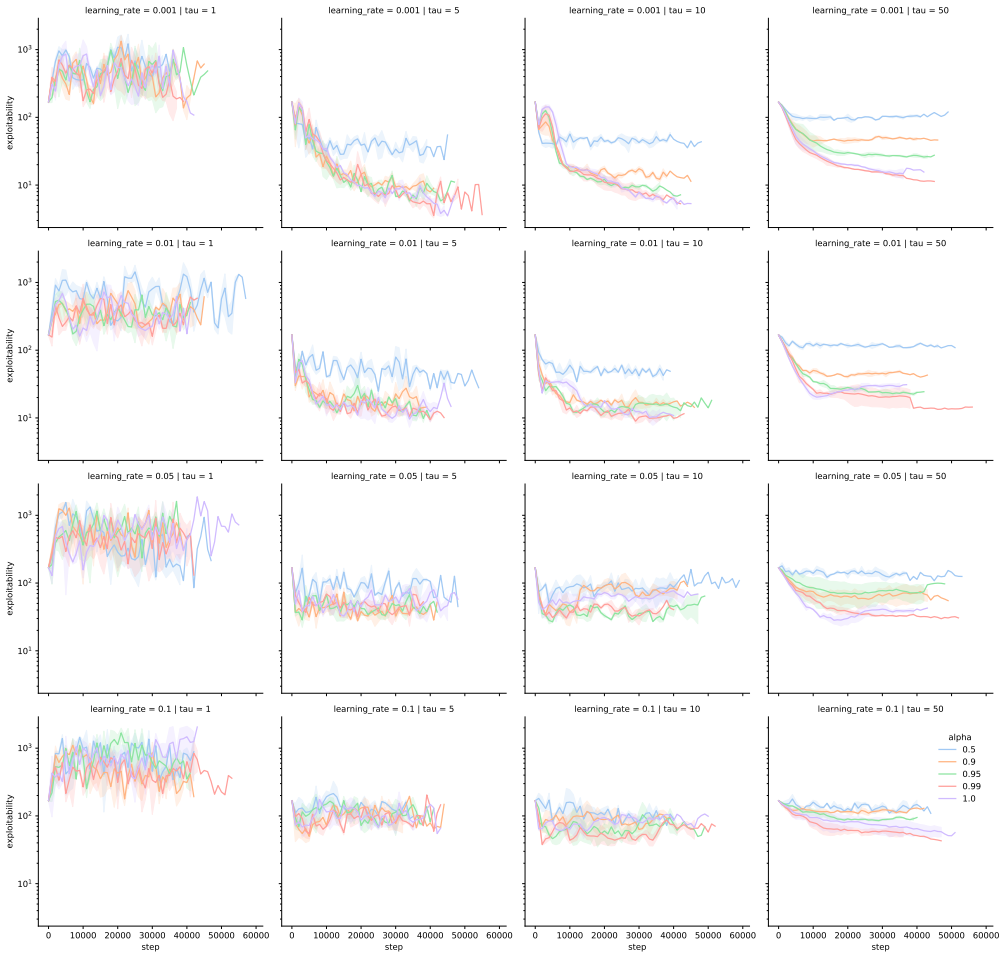 learning_rate = 0.001 | tau = 1
learning_rate = 0.001 | tau = 5
learning_rate = 0.001 | tau = 10
learning_rate = 0.001 | tau = 50
10³
10²
10¹
exploitability
learning_rate = 0.01 | tau = 1
learning_rate = 0.01 | tau = 5
learning_rate = 0.01 | tau = 10
learning_rate = 0.01 | tau = 50
10³
10²
10¹
exploitability
learning_rate = 0.05 | tau = 1
learning_rate = 0.05 | tau = 5
learning_rate = 0.05 | tau = 10
learning_rate = 0.05 | tau = 50
10³
10²
10¹
exploitability
learning_rate = 0.1 | tau = 1
learning_rate = 0.1 | tau = 5
learning_rate = 0.1 | tau = 10
learning_rate = 0.1 | tau = 50
10³
10²
10¹
exploitability
alpha
0.5
0.9
0.95
0.99
1.0
0 10000 20000 30000 40000 50000 60000
0 10000 20000 30000 40000 50000 60000
0 10000 20000 30000 40000 50000 60000
0 10000 20000 30000 40000 50000 60000
step
step
step
step